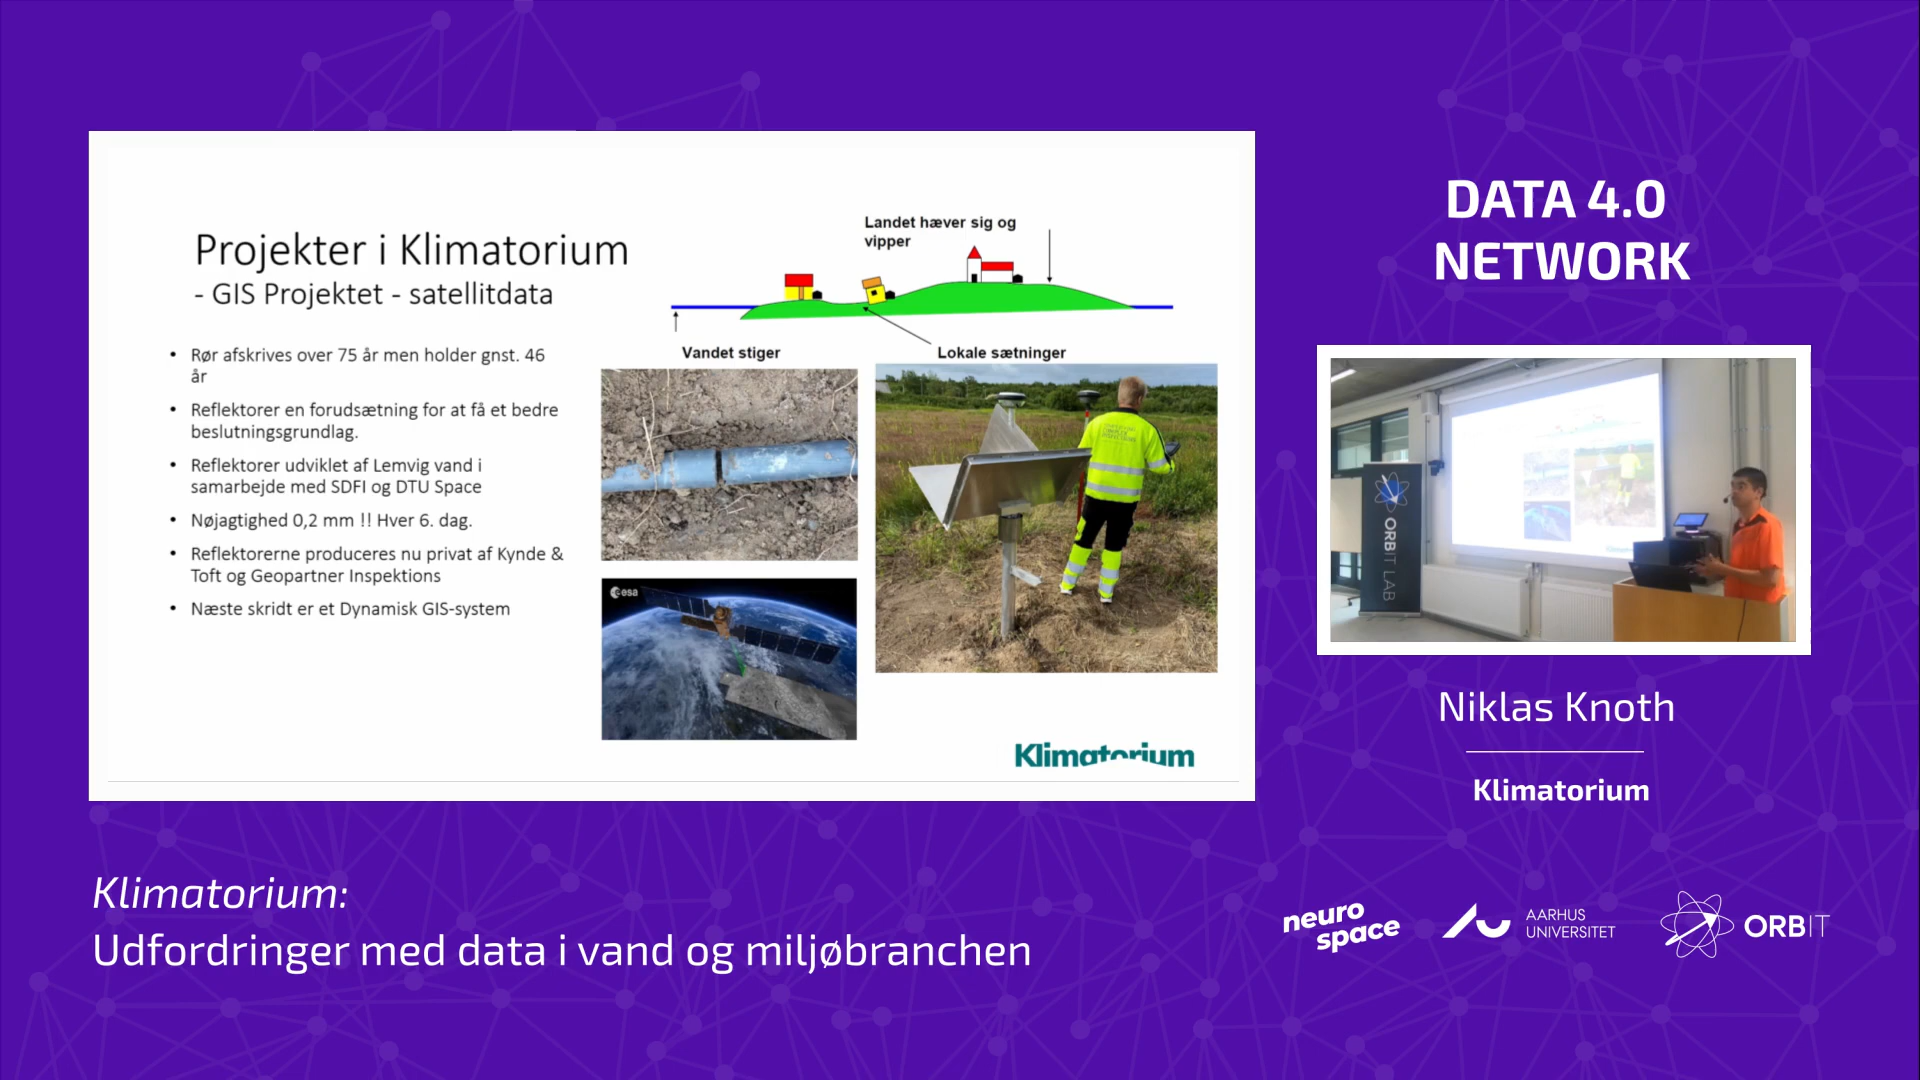 Projekter i Klimatorium
- GIS Projektet - satellitdata
• Rør afskrives over 75 år men holder gnst. 46
år
• Reflektorer en forudsætning for at få et bedre
beslutningsgrundlag.
• Reflektorer udviklet af Lemvig vand i
samarbejde med SDFI og DTU Space
• Nøjagtighed 0,2 mm !! Hver 6. dag.
• Reflektorerne produceres nu privat af Kynde &
Toft og Geopartner Inspektions
• Næste skridt er et Dynamisk GIS-system
Landet hæver sig og
vipper
Vandet stiger
Lokale sætninger
esa
Klimatorium
DATA 4.0
NETWORK
ORBIT LAB
Niklas Knoth
Klimatorium
Klimatorium:
Udfordringer med data i vand og miljøbranchen
neuro
space
AARHUS
UNIVERSITET
ORBIT